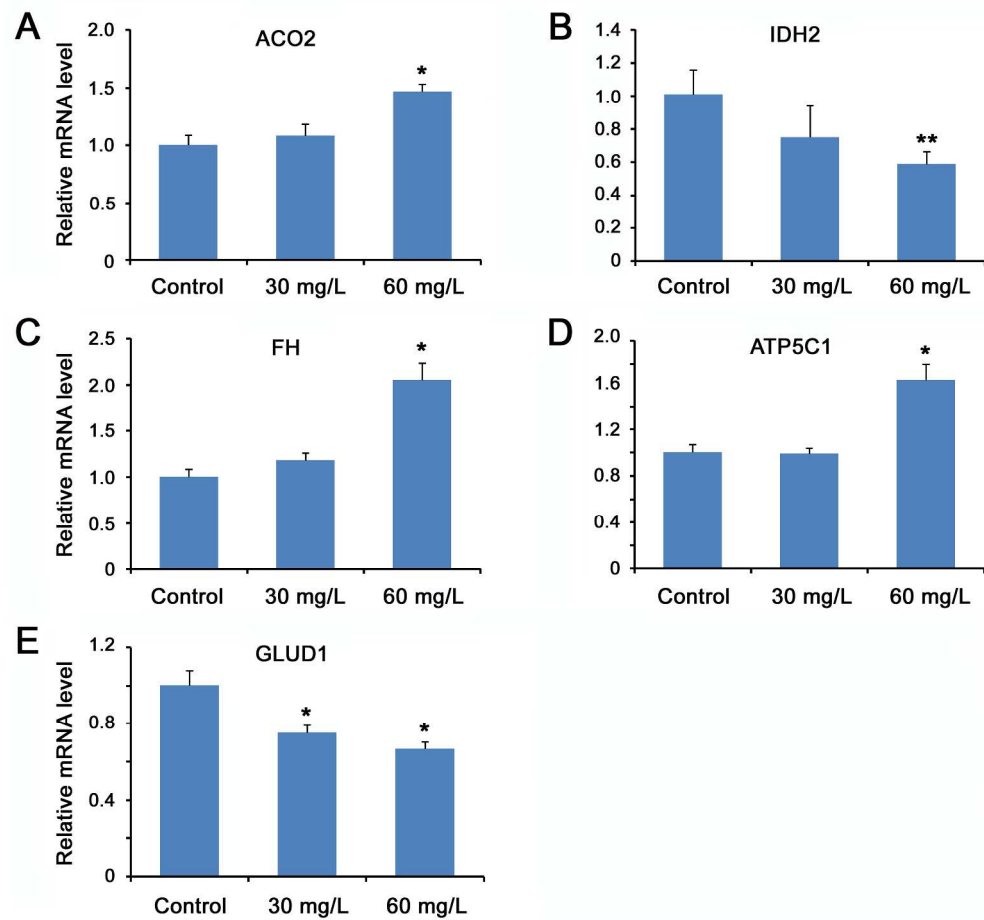 A
ACO2
Relative mRNA level
2.0
1.5
1.0
0.5
0
*
Control 30 mg/L 60 mg/L
B
IDH2
1.4
1.2
1.0
0.8
0.6
0.4
0.2
0
**
Control 30 mg/L 60 mg/L
C
FH
Relative mRNA level
2.5
2.0
1.5
1.0
0.5
0
*
Control 30 mg/L 60 mg/L
D
ATP5C1
2.0
1.6
1.2
0.8
0.4
0
*
Control 30 mg/L 60 mg/L
E
GLUD1
Relative mRNA level
1.2
0.8
0.4
0
* *
Control 30 mg/L 60 mg/L